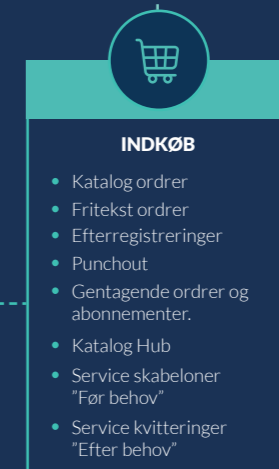 INDKØB
• Katalog ordrer
• Fritekst ordrer
• Efterregistreringer
• Punchout
• Gentagende ordrer og
abonnementer.
• Katalog Hub
• Service skabeloner
”Før behov”
• Service kvitteringer
”Efter behov”